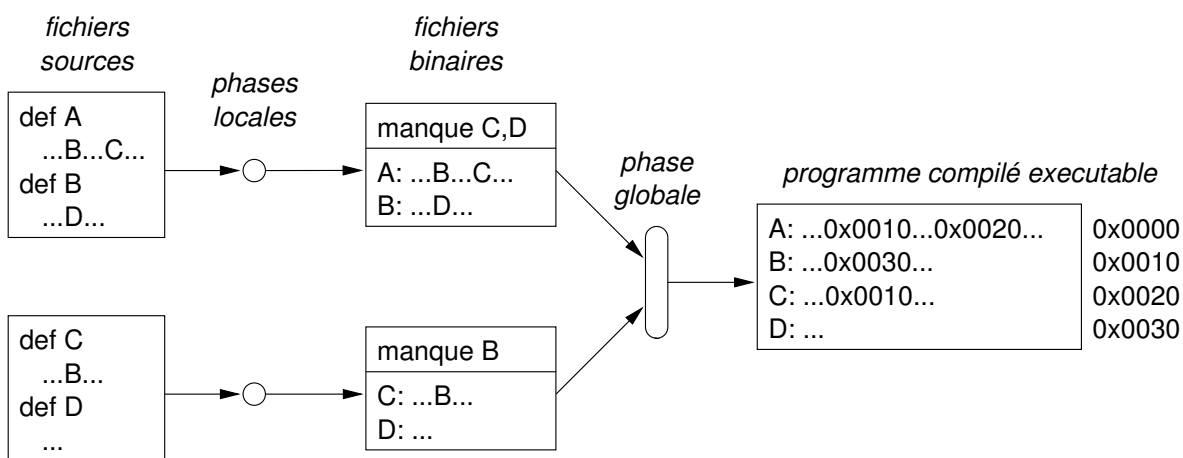 fichiers
sources
def A
...B...C...
def B
...D...
def C
...B...
def D
...
phases
locales
fichiers
binaires
manque C,D
A: ...B...C...
B: ...D...
manque B
C: ...B...
D: ...
phase
globale
programme compilé executable
A: ...0x0010...0x0020... 0x0000
B: ...0x0030... 0x0010
C: ...0x0010... 0x0020
D: ... 0x0030